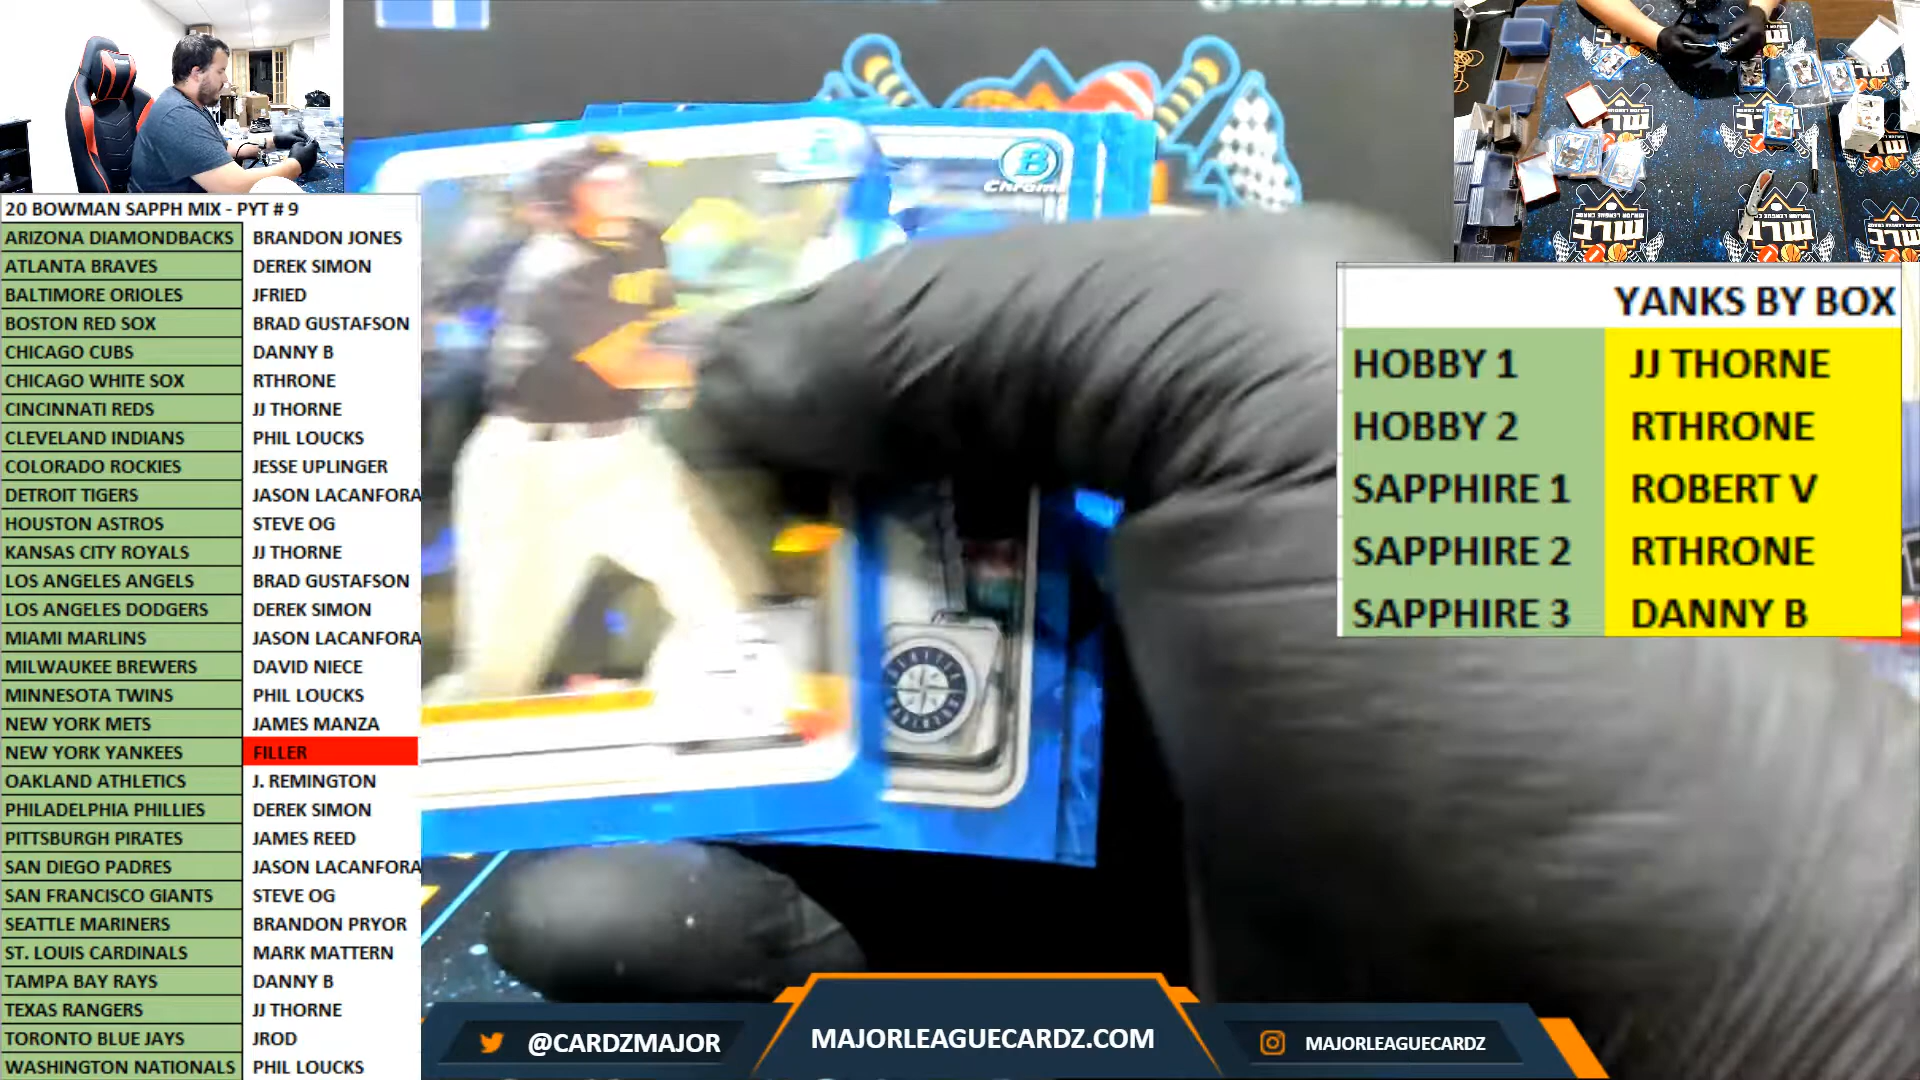 20 BOWMAN SAPPH MIX - PYT # 9
ARIZONA DIAMONDBACKS BRANDON JONES
ATLANTA BRAVES DEREK SIMON
BALTIMORE ORIOLES JFRIED
BOSTON RED SOX BRAD GUSTAFSON
CHICAGO CUBS DANNY B
CHICAGO WHITE SOX RTHRONE
CINCINNATI REDS JJ THORNE
CLEVELAND INDIANS PHIL LOUCKS
COLORADO ROCKIES JESSE UPLINGER
DETROIT TIGERS JASON LACANFORA
HOUSTON ASTROS STEVE OG
KANSAS CITY ROYALS JJ THORNE
LOS ANGELES ANGELS BRAD GUSTAFSON
LOS ANGELES DODGERS DEREK SIMON
MIAMI MARLINS JASON LACANFORA
MILWAUKEE BREWERS DAVID NIECE
MINNESOTA TWINS PHIL LOUCKS
NEW YORK METS JAMES MANZA
NEW YORK YANKEES FILLER
OAKLAND ATHLETICS J. REMINGTON
PHILADELPHIA PHILLIES DEREK SIMON
PITTSBURGH PIRATES JAMES REED
SAN DIEGO PADRES JASON LACANFORA
SAN FRANCISCO GIANTS STEVE OG
SEATTLE MARINERS BRANDON PRYOR
ST. LOUIS CARDINALS MARK MATTERN
TAMPA BAY RAYS DANNY B
TEXAS RANGERS JJ THORNE
TORONTO BLUE JAYS JROD
WASHINGTON NATIONALS PHIL LOUCKS
B
Chrome
YANKS BY BOX
HOBBY 1 JJ THORNE
HOBBY 2 RTHRONE
SAPPHIRE 1 ROBERT V
SAPPHIRE 2 RTHRONE
SAPPHIRE 3 DANNY B
@CARDZMAJOR
MAJORLEAGUECARDZ.COM
MAJORLEAGUECARDZ